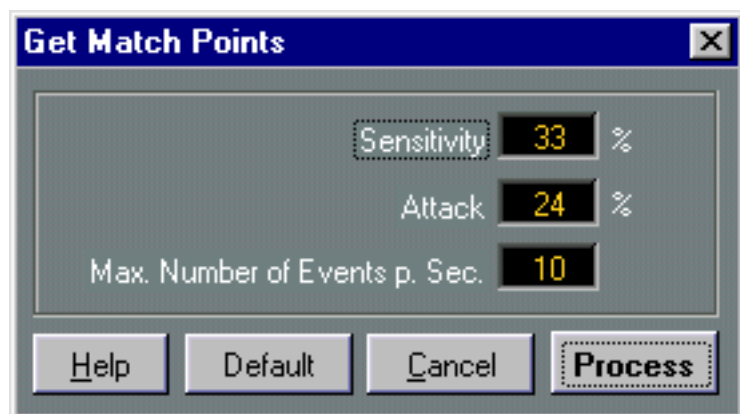 Get Match Points
Sensitivity 33 %
Attack 24 %
Max. Number of Events p. Sec. 10
Help Default Cancel Process